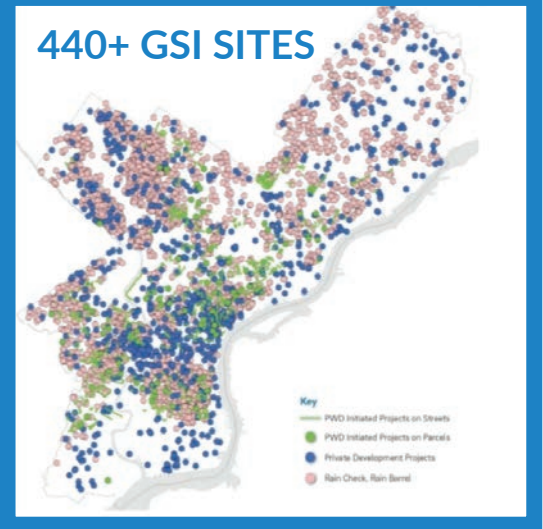 440+ GSI SITES
Key
PWD Initiated Projects on Streets
PWD Initiated Projects on Parcels
Private Development Projects
Rain Check, Rain Barrel